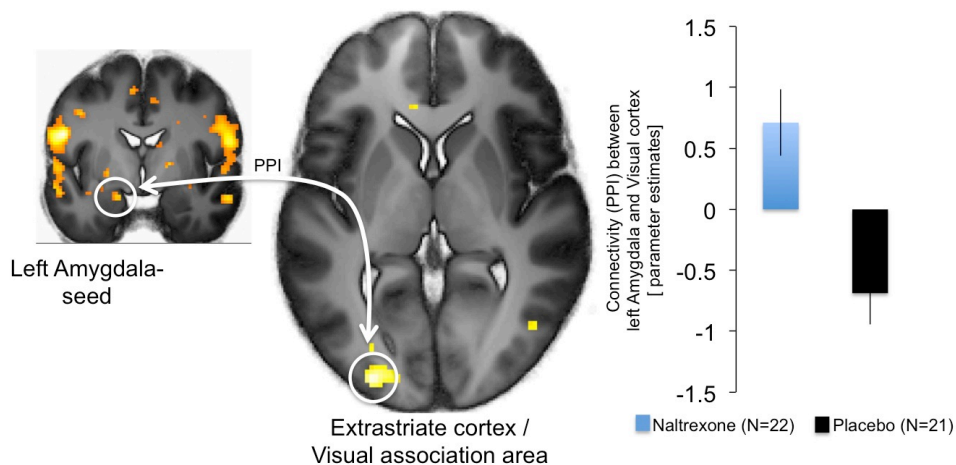 PPI
Left Amygdala-
seed
Extrastriate cortex /
Visual association area
Connectivity (PPI) between
left Amygdala and Visual cortex
[ parameter estimates]
1.5
1
0.5
0
-0.5
-1
-1.5
Naltrexone (N=22)
Placebo (N=21)